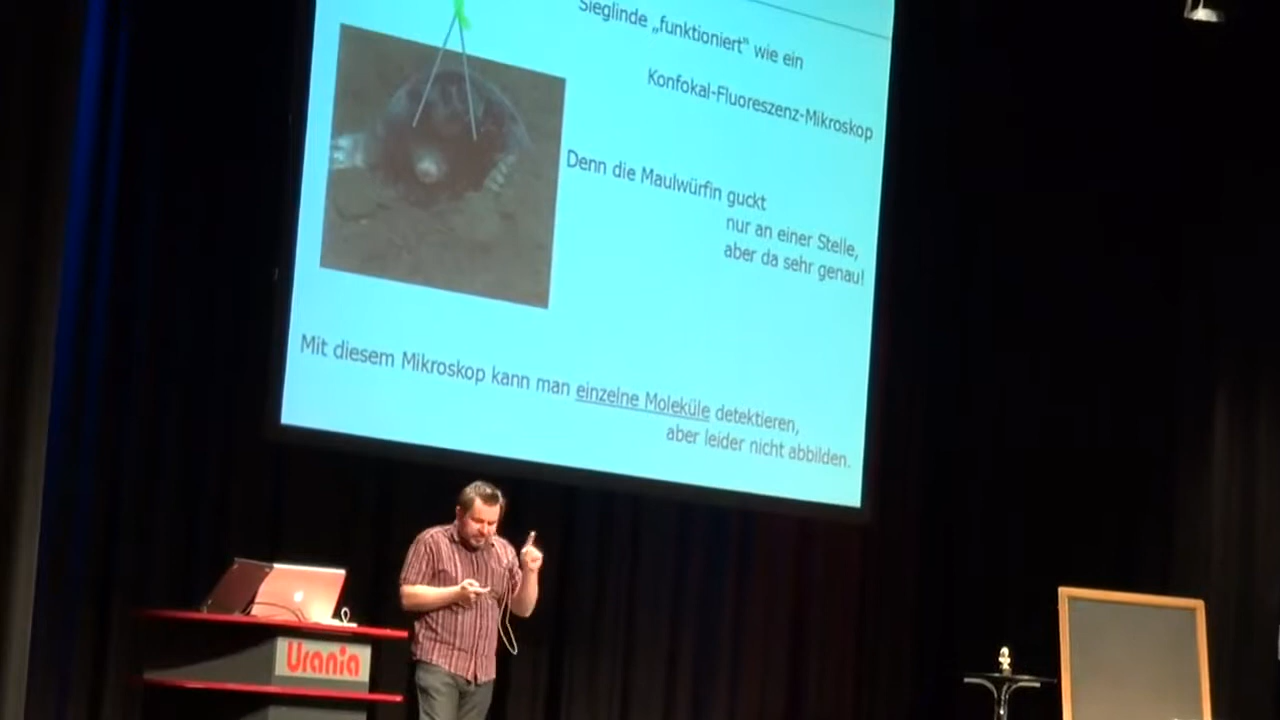 Sieglinde „funktioniert“ wie ein
Konfokal-Fluoreszenz-Mikroskop
Denn die Maulwürfin guckt
nur an einer Stelle,
aber da sehr genau!
Mit diesem Mikroskop kann man einzelne Moleküle detektieren,
aber leider nicht abbilden.
Urania